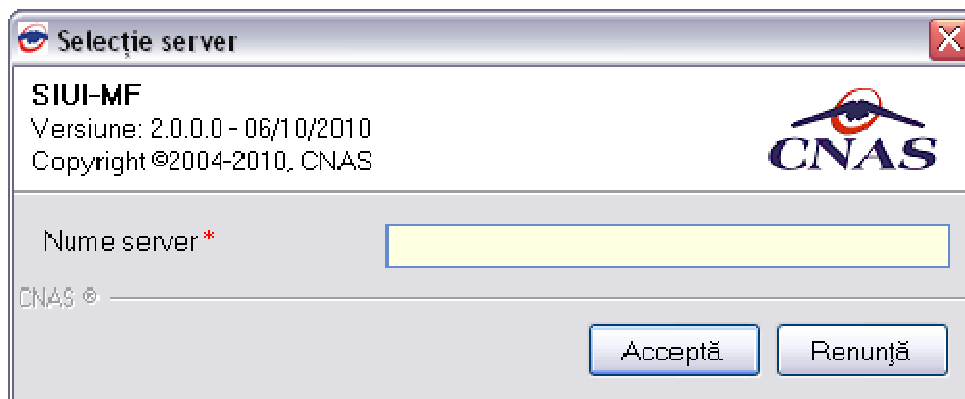 Selecție server
SIUI-MF
Versiune: 2.0.0.0 - 06/10/2010
Copyright ©2004-2010, CNAS
CNAS
Nume server *
CNAS ®
Acceptă Renunță